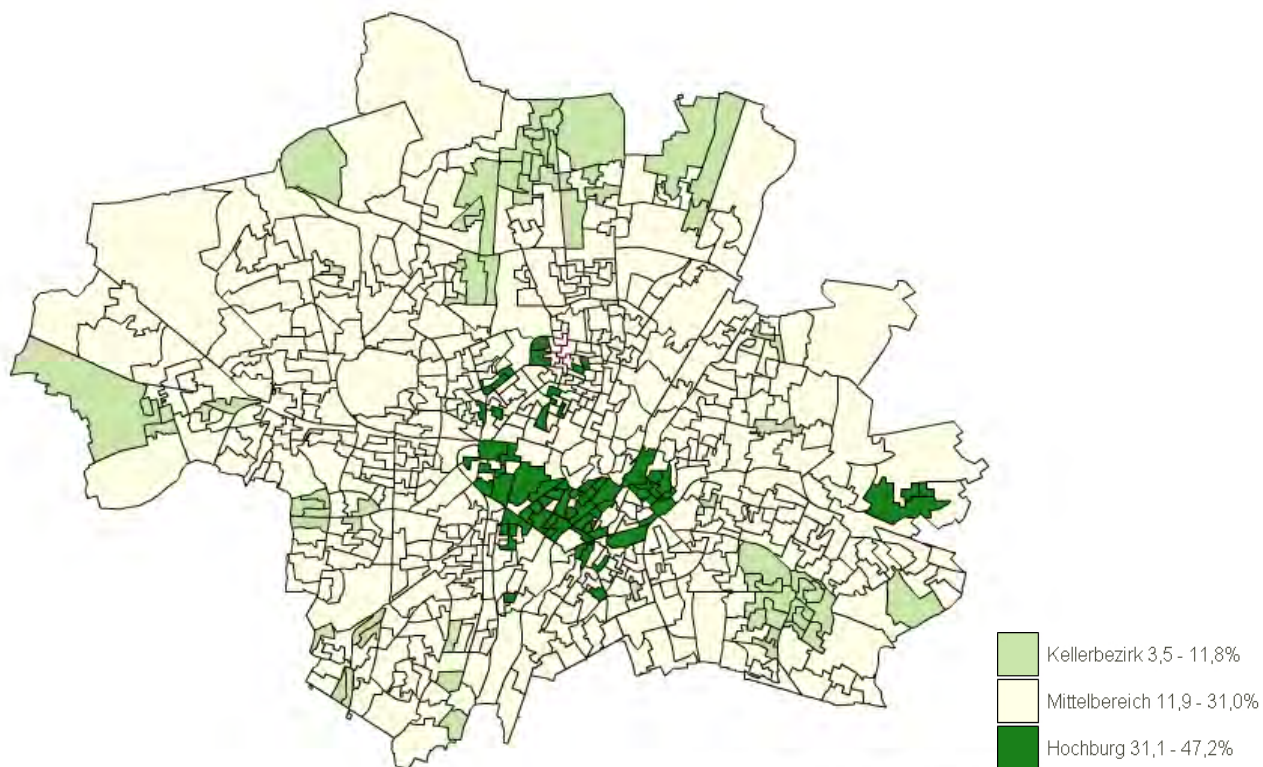 Kellerbezirk 3,5 - 11,8%
Mittelbereich 11,9 - 31,0%
Hochburg 31,1 - 47,2%